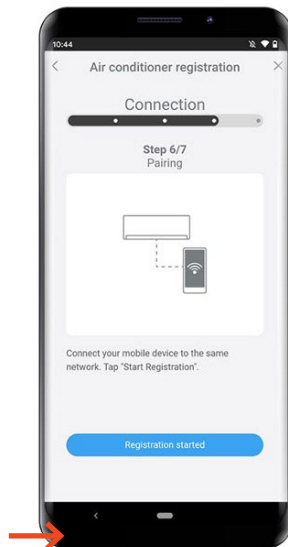 10:44
Air conditioner registration
Connection
Step 6/7
Pairing
Connect your mobile device to the same
network. Tap "Start Registration".
Registration started